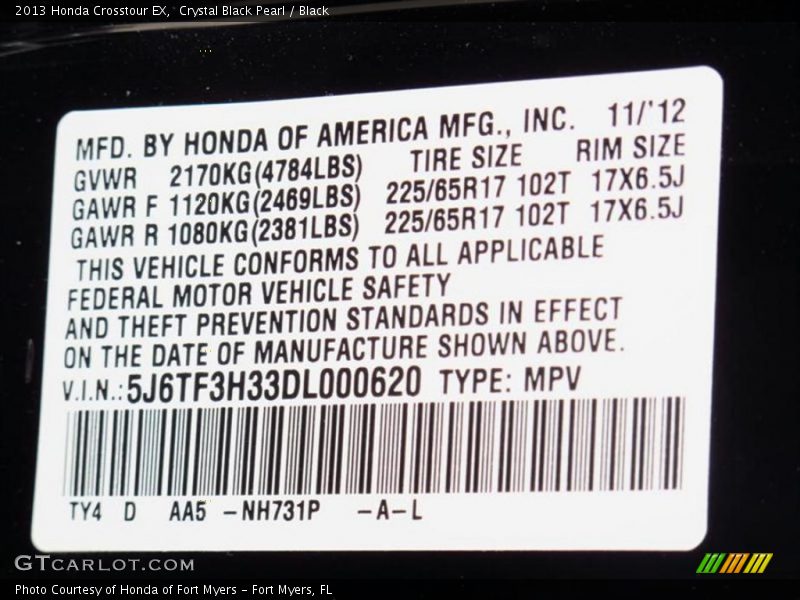 2013 Honda Crosstour EX,  Crystal Black Pearl / Black
MFD. BY HONDA OF AMERICA MFG., INC. 11/'12
GVWR 2170KG(4784LBS) TIRE SIZE RIM SIZE
GAWR F 1120KG(2469LBS) 225/65R17 102T 17X6.5J
GAWR R 1080KG(2381LBS) 225/65R17 102T 17X6.5J
THIS VEHICLE CONFORMS TO ALL APPLICABLE
FEDERAL MOTOR VEHICLE SAFETY
AND THEFT PREVENTION STANDARDS IN EFFECT
ON THE DATE OF MANUFACTURE SHOWN ABOVE.
V.I.N.: 5J6TF3H33DL000620 TYPE: MPV
TY4 D AA5 -NH731P -A-L
GTCARLOT.COM
Photo Courtesy of Honda of Fort Myers - Fort Myers, FL